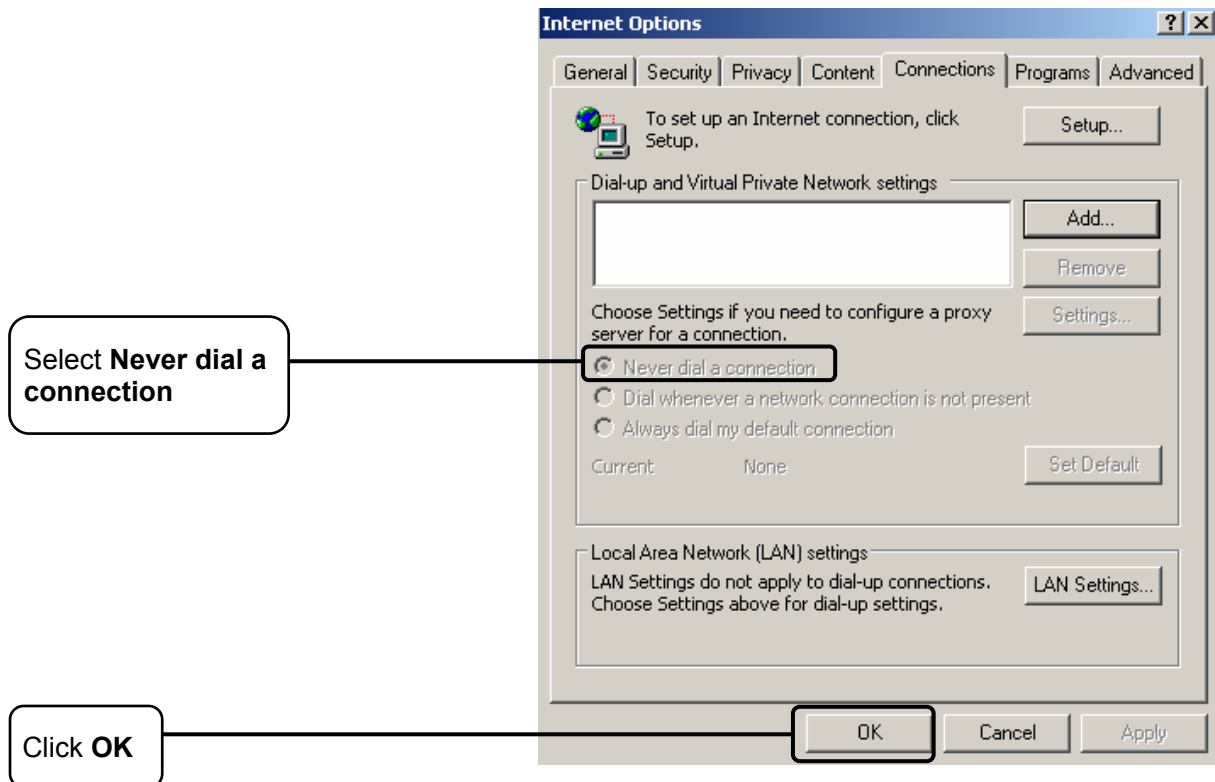 Internet Options
General Security Privacy Content Connections Programs Advanced
To set up an Internet connection, click
Setup.
Setup...
Dial-up and Virtual Private Network settings
Add...
Remove
Choose Settings if you need to configure a proxy
server for a connection.
Settings...
Select Never dial a
connection
Never dial a connection
Dial whenever a network connection is not present
Always dial my default connection
Current None
Set Default
Local Area Network (LAN) settings
LAN Settings do not apply to dial-up connections.
Choose Settings above for dial-up settings.
LAN Settings...
Click OK
OK Cancel Apply